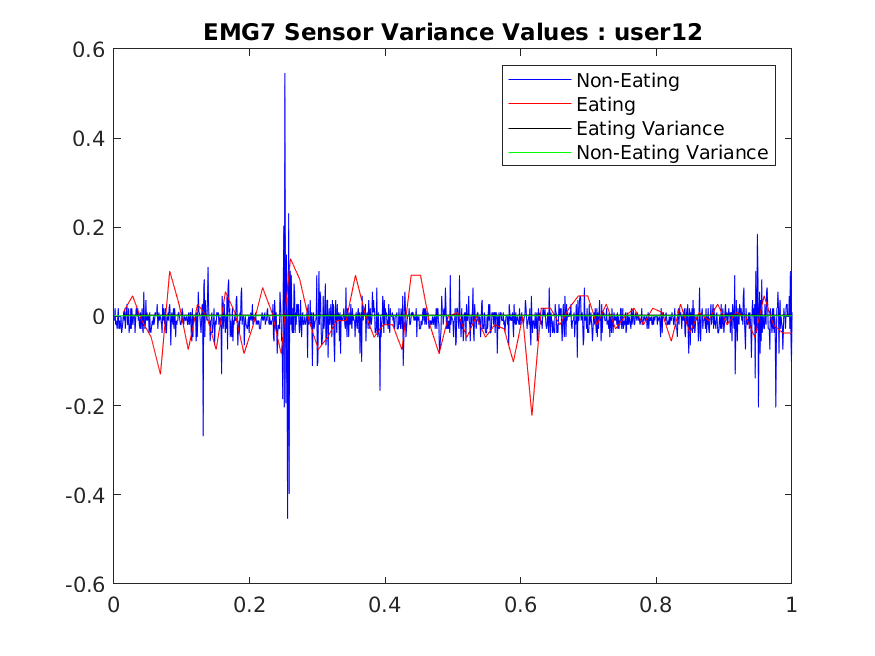 EMG7 Sensor Variance Values : user12
Non-Eating
Eating
Eating Variance
Non-Eating Variance
0.6
0.4
0.2
0
-0.2
-0.4
-0.6
0 0.2 0.4 0.6 0.8 1